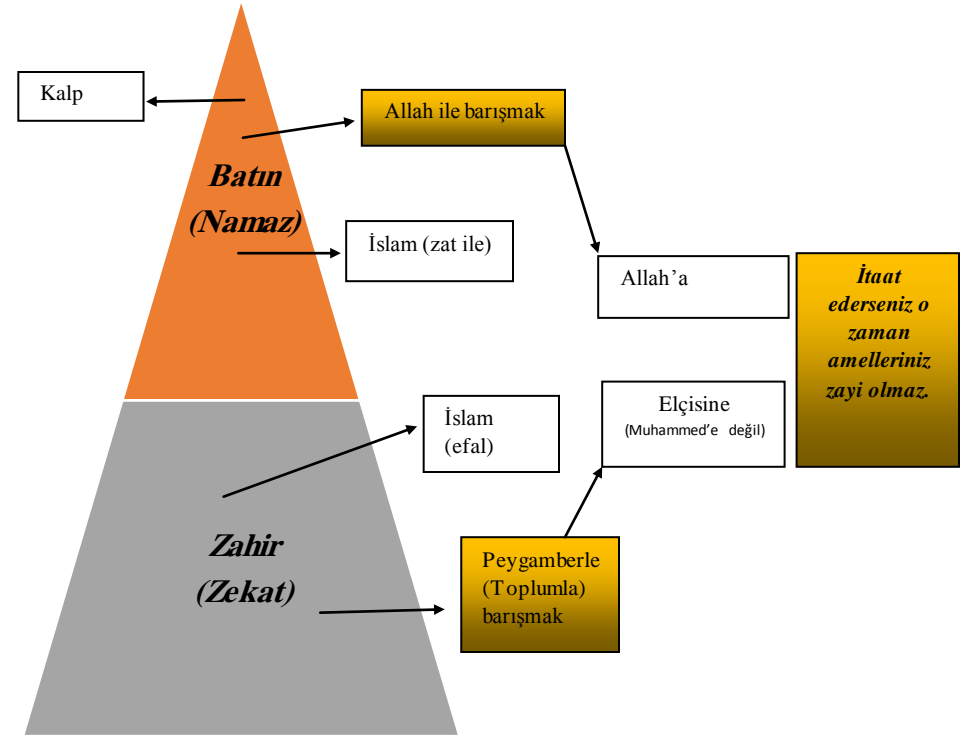 Kalp
Allah ile barışmak
Batın
(Namaz)
İslam (zat ile)
Allah’a
İtaat
ederseniz o
zaman
amelleriniz
zayi olmaz.
Elçisine
(Muhammed’e değil)
İslam
(efal)
Zahir
(Zekat)
Peygamberle
(Toplumla)
barışmak